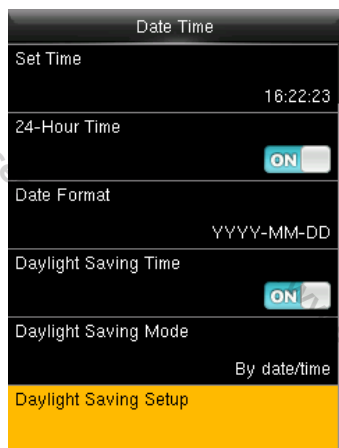 Date Time
Set Time
16:22:23
24-Hour Time
ON
Date Format
YYYY-MM-DD
Daylight Saving Time
ON
Daylight Saving Mode
By date/time
Daylight Saving Setup